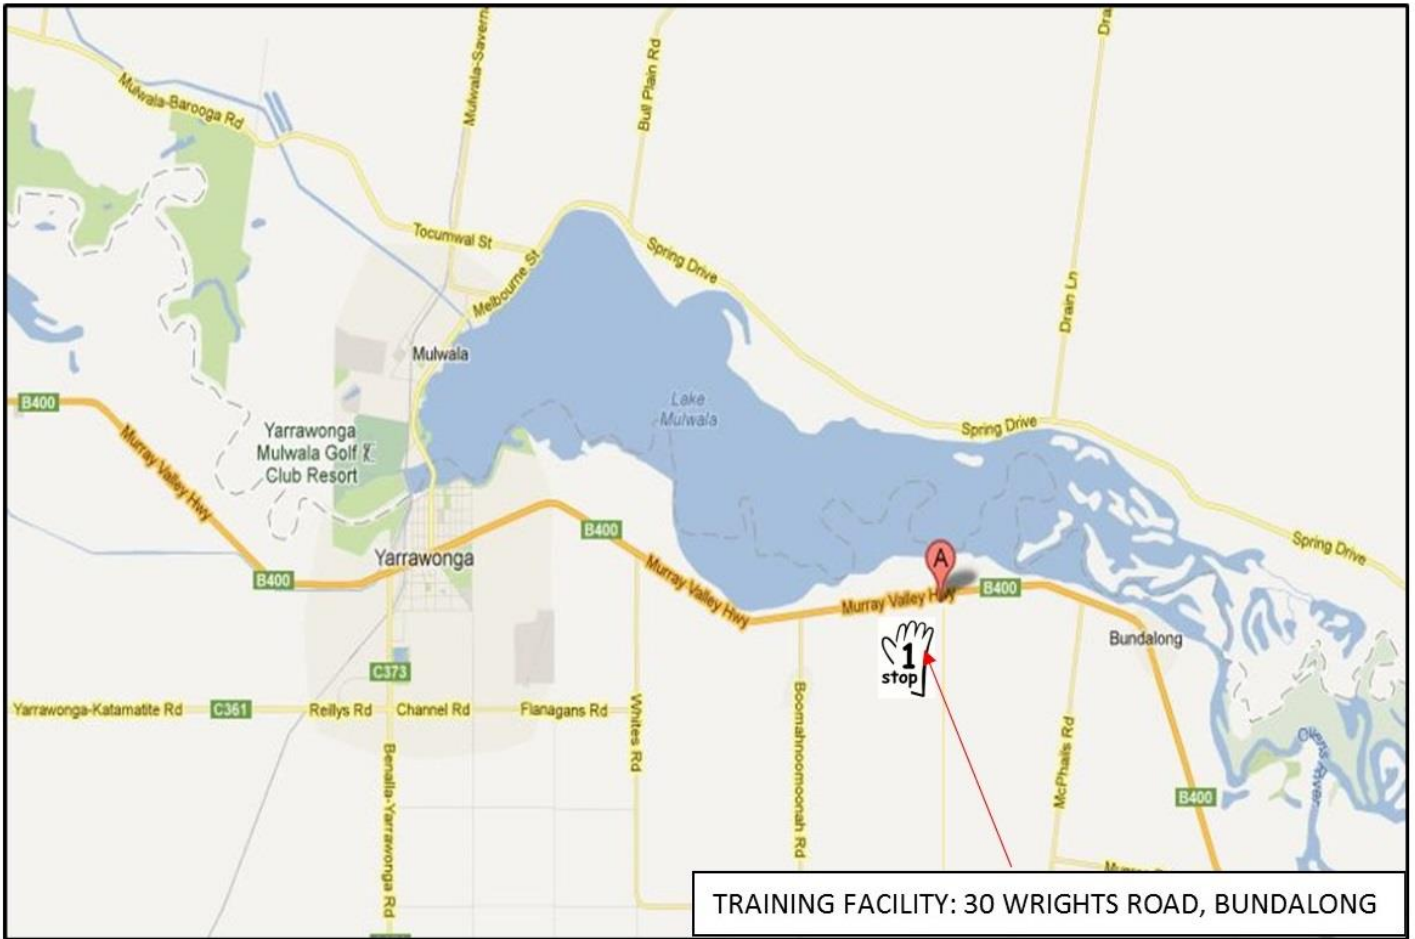 Mulwala-Barooga Rd
Mulwala-Savern
Bull Plain Rd
Dra
Tocumwal St
Melbourne St
Spring Drive
Drain Ln
Mulwala
Lake
Mulwala
B400
Murray Valley Hwy
Yarrawonga
Mulwala Golf
Club Resort
Spring Drive
B400
Yarrawonga
B400
Murray Valley Hwy
A
Murray Valley Hwy
B400
Spring Drive
Bundalong
1
stop
C373
Yarrawonga-Katamatite Rd
C361
Reillys Rd
Channel Rd
Flanagans Rd
Whites Rd
Benalla-Yarrawonga Rd
Boomahnoomoonah Rd
McPhails Rd
B400
Ovens River
TRAINING FACILITY: 30 WRIGHTS ROAD, BUNDALONG